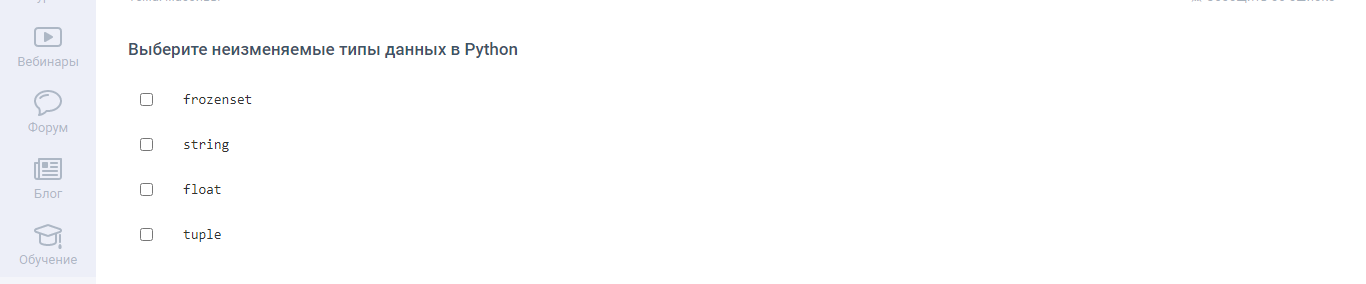 Выберите неизменяемые типы данных в Python
frozenset
string
float
tuple
Вебинары
Форум
Блог
Обучение